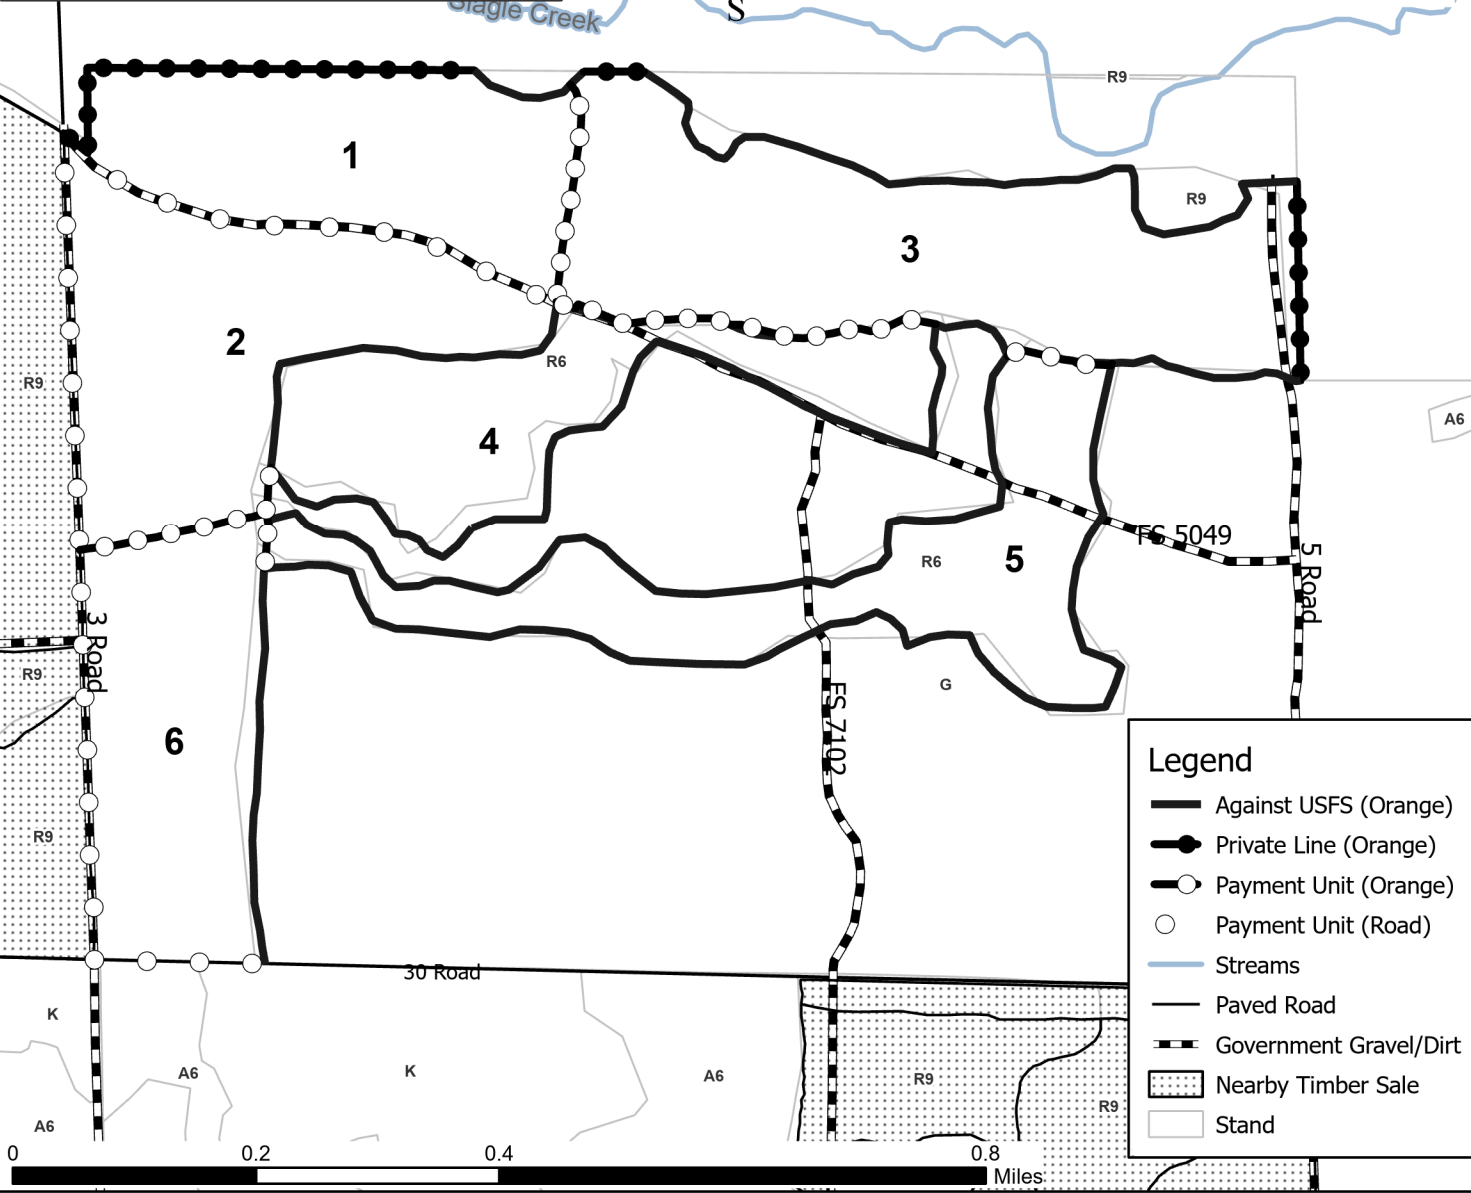 Slagle Creek
S
R9
1
R9
3
2
R9
R6
A6
4
FS 5049
R6
5
5 Road
3 Road
R9
G
FS 7102
6
R9
30 Road
K
A6
K
A6
R9
R9
A6
Legend
Against USFS (Orange)
Private Line (Orange)
Payment Unit (Orange)
Payment Unit (Road)
Streams
Paved Road
Government Gravel/Dirt
Nearby Timber Sale
Stand
0 0.2 0.4 0.8
Miles